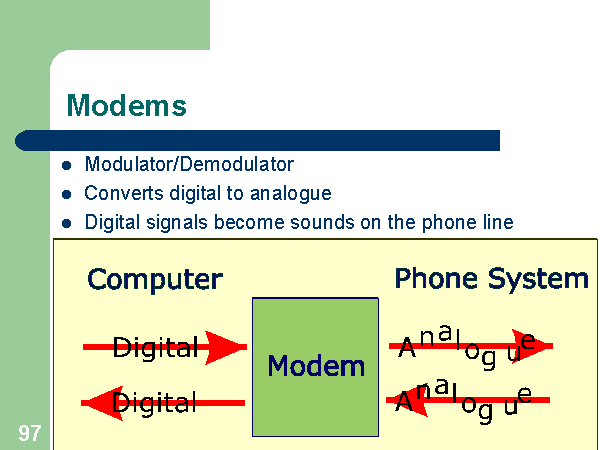 Modems
Modulator/Demodulator
Converts digital to analogue
Digital signals become sounds on the phone line
Computer
Phone System
Digital
Analogue
Modem
Digital
Analogue
97